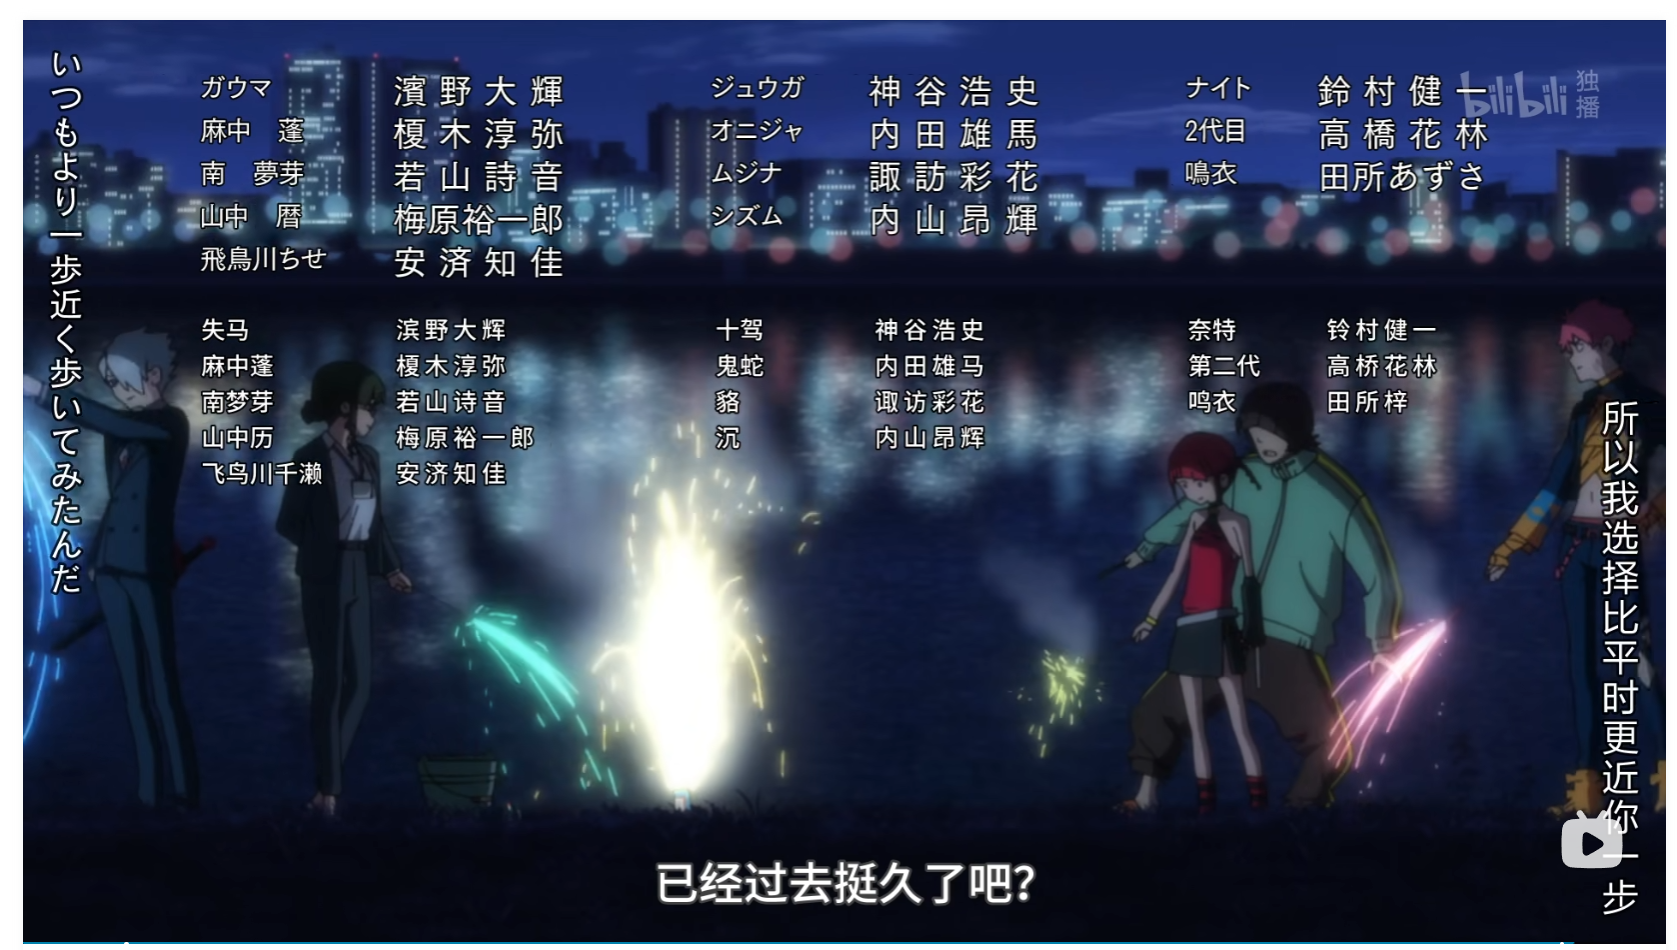 いつもより一歩近く歩いてみたんだ
ガウマ 濱野大輝
麻中 蓬 榎木淳弥
南 夢芽 若山詩音
山中 暦 梅原裕一郎
飛鳥川ちせ 安済知佳
ジュウガ 神谷浩史
オニジャ 内田雄馬
ムジナ 諏訪彩花
シズム 内山昂輝
ナイト 鈴村健一
2代目 高橋花林
鳴衣 田所あずさ
bilibili 独播
失马 滨野大辉
麻中蓬 榎木淳弥
南梦芽 若山诗音
山中历 梅原裕一郎
飞鸟川千濑 安济知佳
十驾 神谷浩史
鬼蛇 内田雄马
貉 诹访彩花
沉 内山昂辉
奈特 铃村健一
第二代 高桥花林
鸣衣 田所梓
所以我选择比平时更近你一步
已经过去挺久了吧？